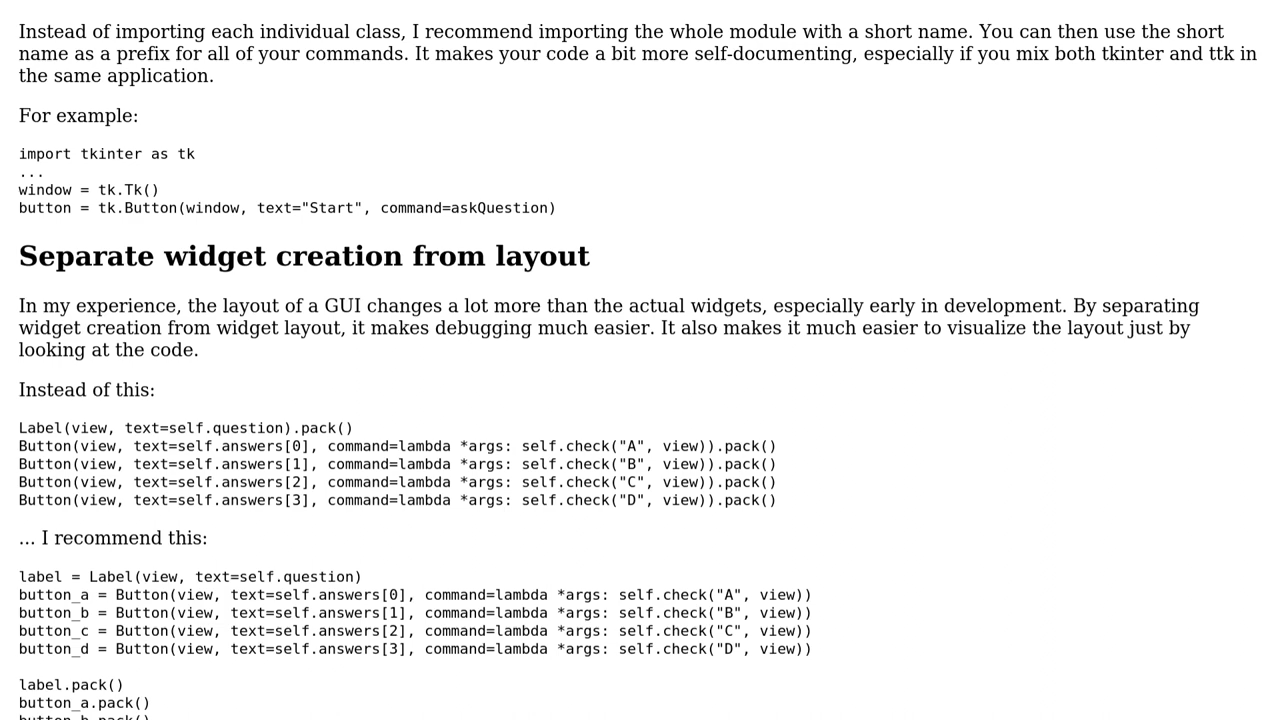 Instead of importing each individual class, I recommend importing the whole module with a short name. You can then use the short
name as a prefix for all of your commands. It makes your code a bit more self-documenting, especially if you mix both tkinter and ttk in
the same application.
For example:
import tkinter as tk
...
window = tk.Tk()
button = tk.Button(window, text="Start", command=askQuestion)
Separate widget creation from layout
In my experience, the layout of a GUI changes a lot more than the actual widgets, especially early in development. By separating
widget creation from widget layout, it makes debugging much easier. It also makes it much easier to visualize the layout just by
looking at the code.
Instead of this:
Label(view, text=self.question).pack()
Button(view, text=self.answers[0], command=lambda *args: self.check("A", view)).pack()
Button(view, text=self.answers[1], command=lambda *args: self.check("B", view)).pack()
Button(view, text=self.answers[2], command=lambda *args: self.check("C", view)).pack()
Button(view, text=self.answers[3], command=lambda *args: self.check("D", view)).pack()
... I recommend this:
label = Label(view, text=self.question)
button_a = Button(view, text=self.answers[0], command=lambda *args: self.check("A", view))
button_b = Button(view, text=self.answers[1], command=lambda *args: self.check("B", view))
button_c = Button(view, text=self.answers[2], command=lambda *args: self.check("C", view))
button_d = Button(view, text=self.answers[3], command=lambda *args: self.check("D", view))
label.pack()
button_a.pack()
button_b.pack()